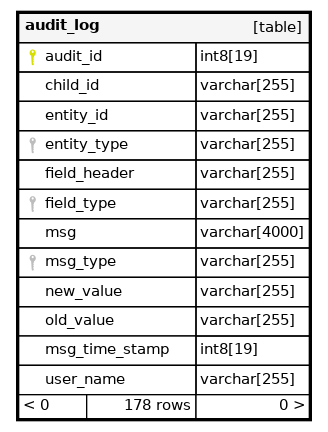 audit_log [table]
audit_id int8[19]
child_id varchar[255]
entity_id varchar[255]
entity_type varchar[255]
field_header varchar[255]
field_type varchar[255]
msg varchar[4000]
msg_type varchar[255]
new_value varchar[255]
old_value varchar[255]
msg_time_stamp int8[19]
user_name varchar[255]
< 0 178 rows 0 >